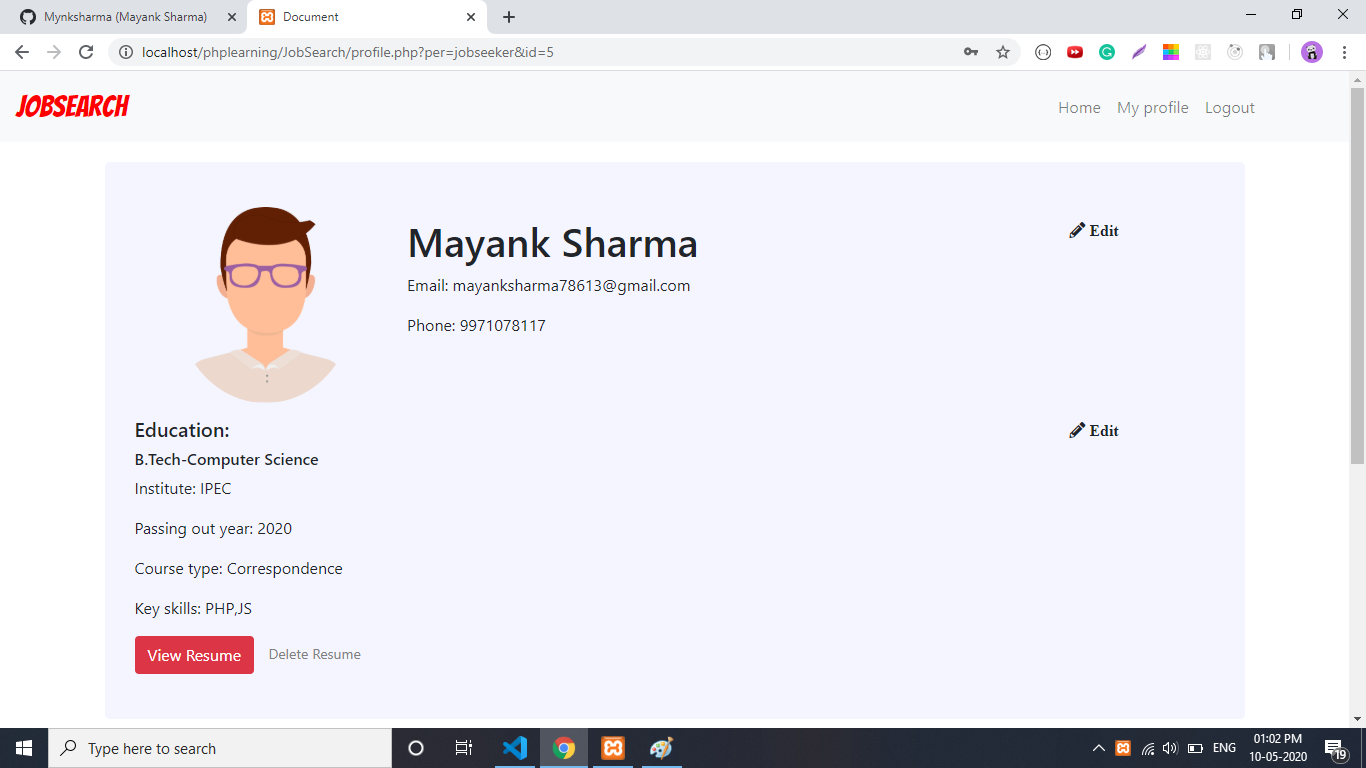 Mynksharma (Mayank Sharma)
Document
localhost/phplearning/JobSearch/profile.php?per=jobseeker&id=5
JOBSEARCH
Home My profile Logout
Mayank Sharma
Edit
Email: mayanksharma78613@gmail.com
Phone: 9971078117
Education:
Edit
B.Tech-Computer Science
Institute: IPEC
Passing out year: 2020
Course type: Correspondence
Key skills: PHP,JS
View Resume Delete Resume
Type here to search
ENG
01:02 PM
10-05-2020
19